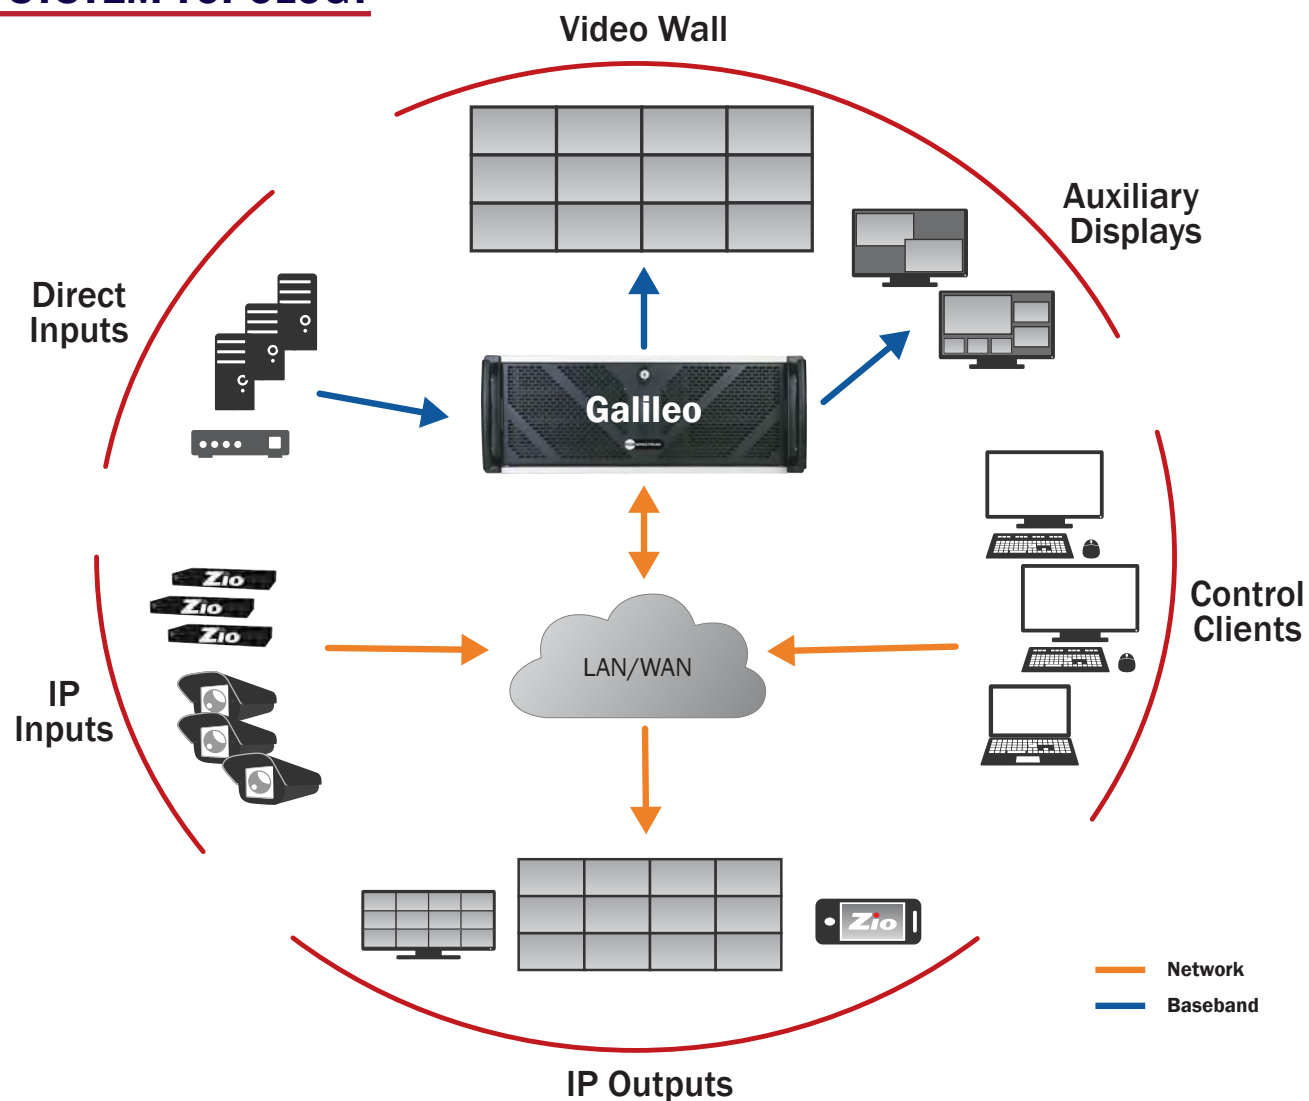 Video Wall
Auxiliary
Displays
Direct
Inputs
Galileo
Zio
Zio
Zio
Control
Clients
LAN/WAN
IP
Inputs
Zio
Network
Baseband
IP Outputs